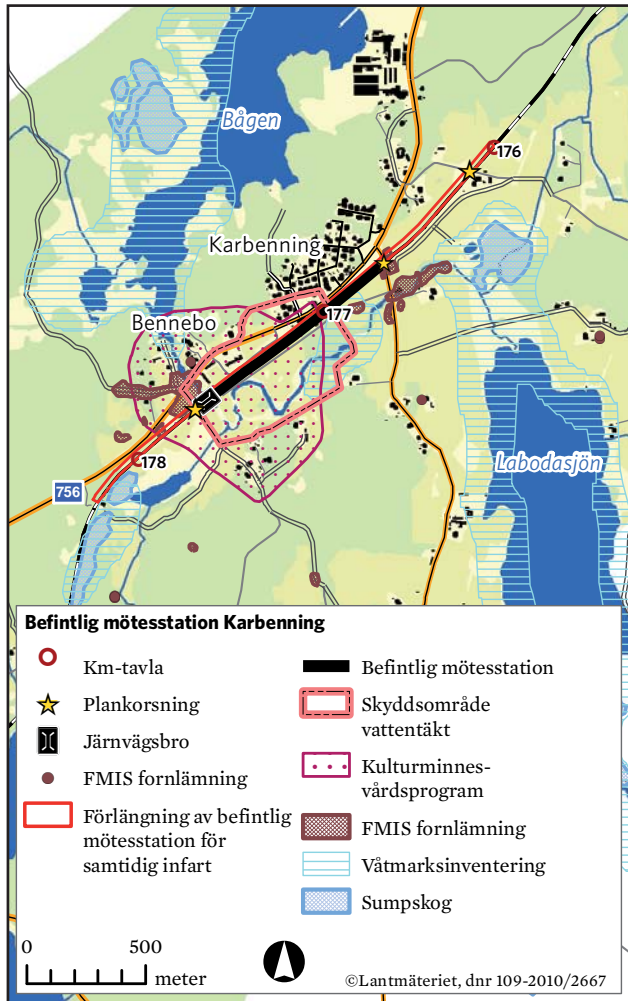 Bågen
176
Karbenning
177
Bennebo
178
756
Labodasjön
Befintlig mötesstation Karbenning
Km-tavla
Plankorsning
Järnvägsbro
FMIS fornlämning
Förlängning av befintlig
mötesstation för
samtidig infart
Befintlig mötesstation
Skyddsområde
vattentäkt
Kulturminnes-
vårdsprogram
FMIS fornlämning
Våtmarksinventering
Sumpskog
0 500
meter
©Lantmäteriet, dnr 109-2010/2667